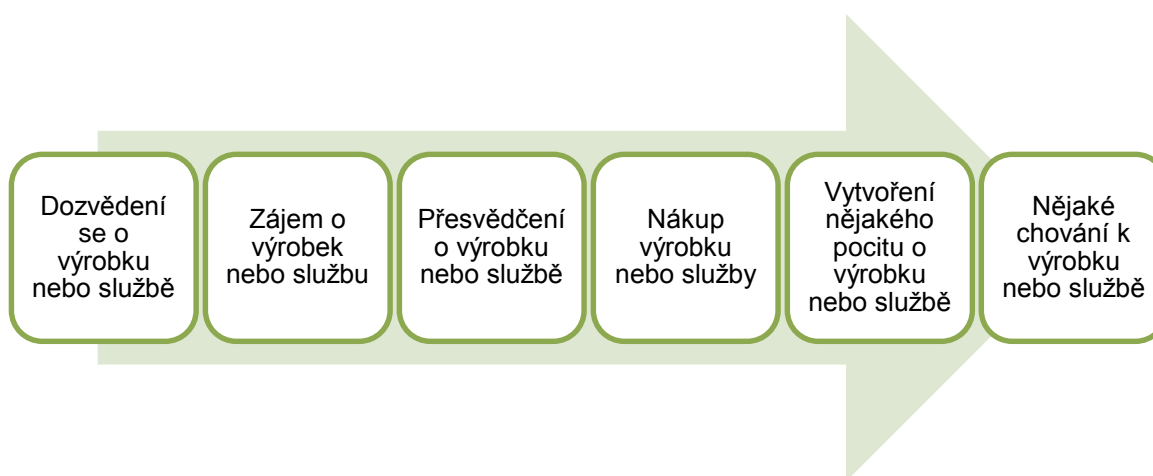 Dozvědení
se o
výrobku
nebo službě
Zájem o
výrobek
nebo službu
Přesvědčení
o výrobku
nebo službě
Nákup
výrobku
nebo služby
Vytvoření
nějakého
pocitu o
výrobku
nebo službě
Nějaké
chování k
výrobku
nebo službě